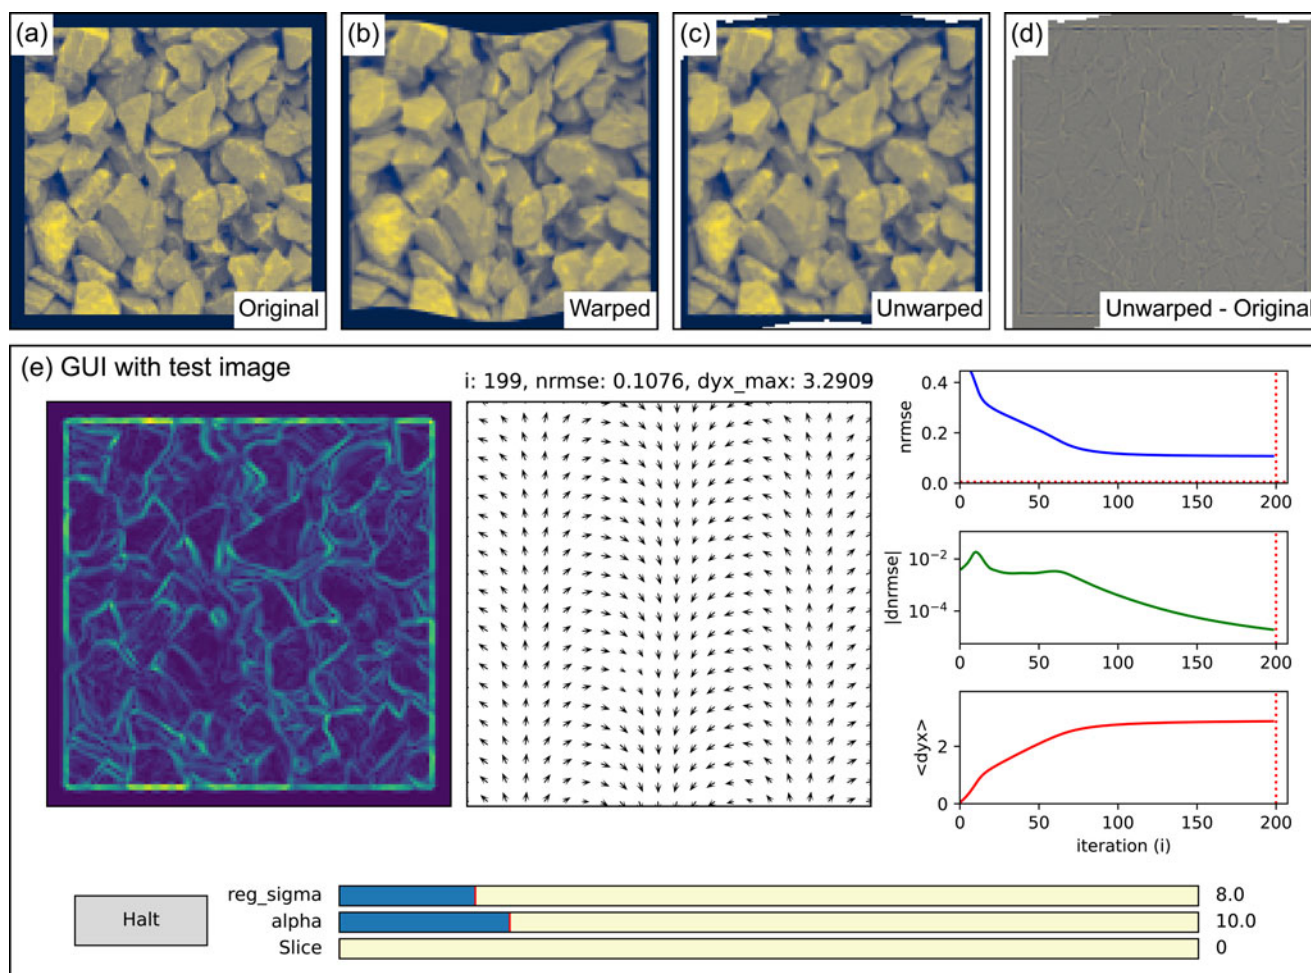 (a)
Original
(b)
Warped
(c)
Unwarped
(d)
Unwarped - Original
(e) GUI with test image
i: 199, nrmse: 0.1076, dyx_max: 3.2909
nrmse
0.4
0.2
0.0
0 50 100 150 200
|dnrmse|
10⁻²
10⁻⁴
0 50 100 150 200
<dyx>
2
0
0 50 100 150 200
iteration (i)
Halt
reg_sigma 8.0
alpha 10.0
Slice 0